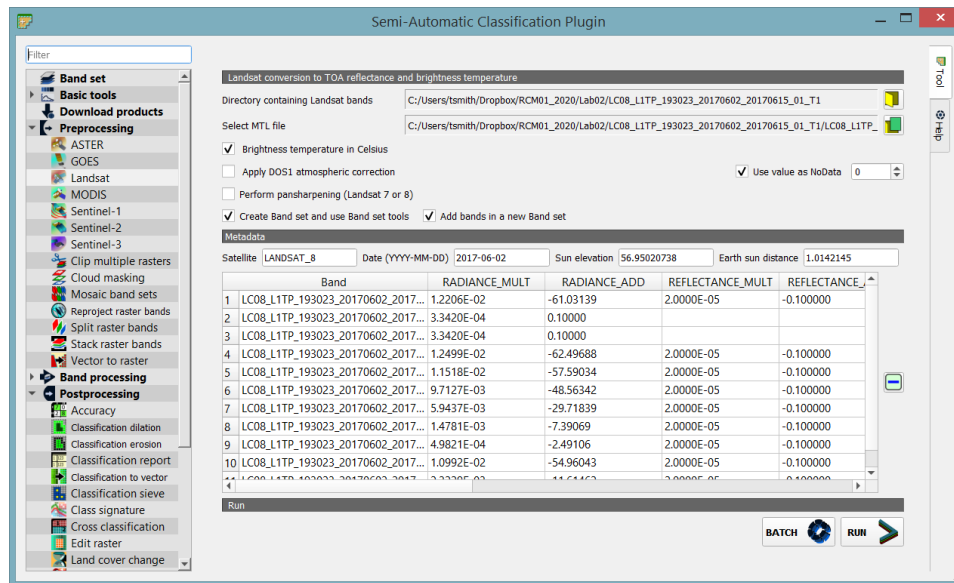 Semi-Automatic Classification Plugin
Filter
Band set
Basic tools
Download products
Preprocessing
ASTER
GOES
Landsat
MODIS
Sentinel-1
Sentinel-2
Sentinel-3
Clip multiple rasters
Cloud masking
Mosaic band sets
Reproject raster bands
Split raster bands
Stack raster bands
Vector to raster
Band processing
Postprocessing
Accuracy
Classification dilation
Classification erosion
Classification report
Classification to vector
Classification sieve
Class signature
Cross classification
Edit raster
Land cover change
Landsat conversion to TOA reflectance and brightness temperature
Directory containing Landsat bands C:/Users/tsmith/Dropbox/RCM01_2020/Lab02/LC08_L1TP_193023_20170602_20170615_01_T1
Select MTL file C:/Users/tsmith/Dropbox/RCM01_2020/Lab02/LC08_L1TP_193023_20170602_20170615_01_T1/LC08_L1TP_
Brightness temperature in Celsius
Apply DOS1 atmospheric correction Use value as NoData 0
Perform pansharpening (Landsat 7 or 8)
Create Band set and use Band set tools Add bands in a new Band set
Metadata
Satellite LANDSAT_8 Date (YYYY-MM-DD) 2017-06-02 Sun elevation 56.95020738 Earth sun distance 1.0142145
Band RADIANCE_MULT RADIANCE_ADD REFLECTANCE_MULT REFLECTANCE_
1 LC08_L1TP_193023_20170602_2017... 1.2206E-02 -61.03139 2.0000E-05 -0.100000
2 LC08_L1TP_193023_20170602_2017... 3.3420E-04 0.10000
3 LC08_L1TP_193023_20170602_2017... 3.3420E-04 0.10000
4 LC08_L1TP_193023_20170602_2017... 1.2499E-02 -62.49688 2.0000E-05 -0.100000
5 LC08_L1TP_193023_20170602_2017... 1.1518E-02 -57.59034 2.0000E-05 -0.100000
6 LC08_L1TP_193023_20170602_2017... 9.7127E-03 -48.56342 2.0000E-05 -0.100000
7 LC08_L1TP_193023_20170602_2017... 5.9437E-03 -29.71839 2.0000E-05 -0.100000
8 LC08_L1TP_193023_20170602_2017... 1.4781E-03 -7.39069 2.0000E-05 -0.100000
9 LC08_L1TP_193023_20170602_2017... 4.9821E-04 -2.49106 2.0000E-05 -0.100000
10 LC08_L1TP_193023_20170602_2017... 1.0992E-02 -54.96043 2.0000E-05 -0.100000
Run
BATCH RUN
Tool
Help